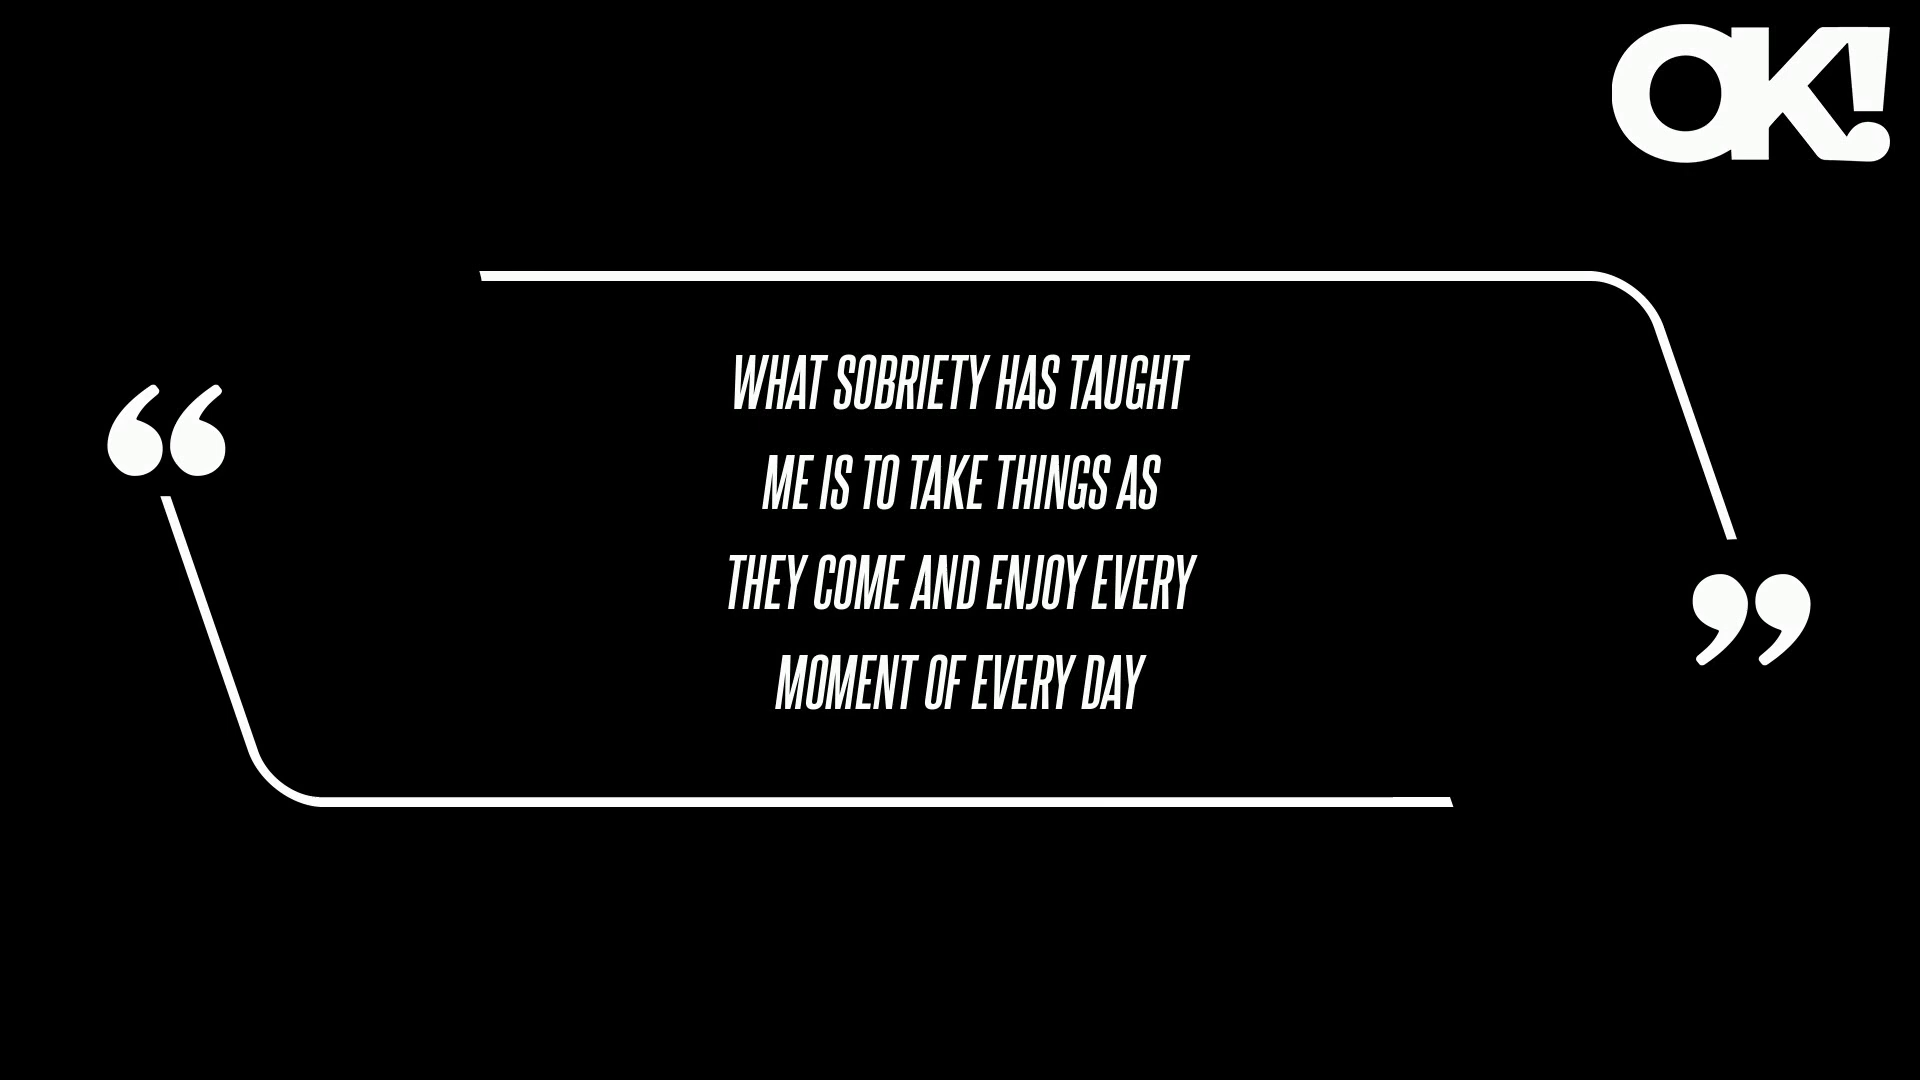 OK!
“
WHAT SOBRIETY HAS TAUGHT
ME IS TO TAKE THINGS AS
THEY COME AND ENJOY EVERY
MOMENT OF EVERY DAY
”